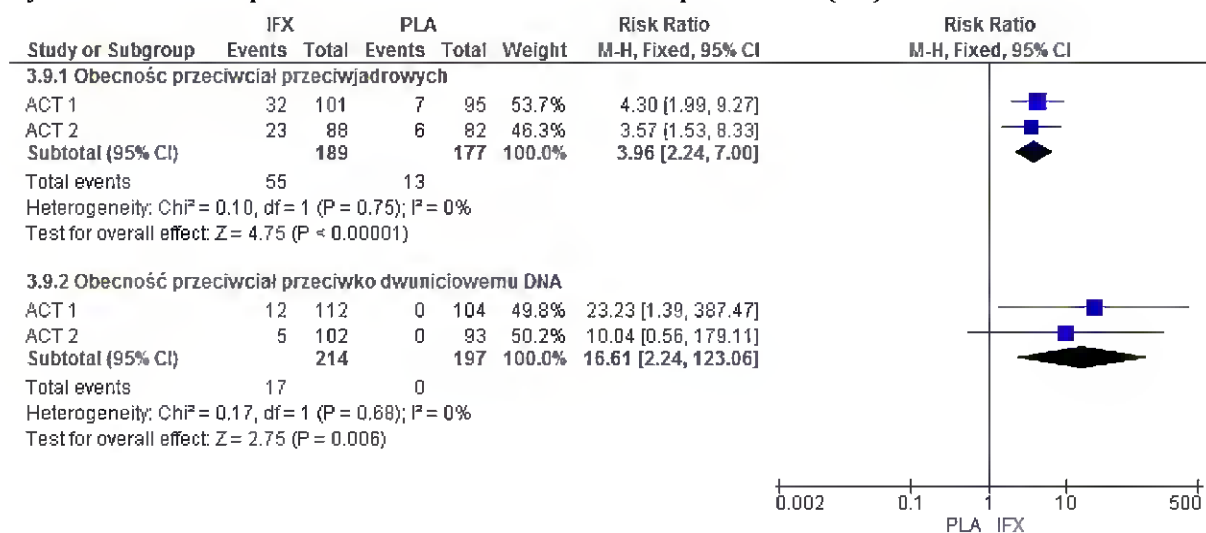 IFX PLA Risk Ratio Risk Ratio
Study or Subgroup Events Total Events Total Weight M-H, Fixed, 95% CI M-H, Fixed, 95% CI
3.9.1 Obecnośc przeciwciał przeciwjadrowych
ACT 1 32 101 7 95 53.7% 4.30 [1.99, 9.27]
ACT 2 23 88 6 82 46.3% 3.57 [1.53, 8.33]
Subtotal (95% CI) 189 177 100.0% 3.96 [2.24, 7.00]
Total events 55 13
Heterogeneity: Chi² = 0.10, df = 1 (P = 0.75); I² = 0%
Test for overall effect: Z = 4.75 (P < 0.00001)
3.9.2 Obecność przeciwciał przeciwko dwuniciowemu DNA
ACT 1 12 112 0 104 49.8% 23.23 [1.39, 387.47]
ACT 2 5 102 0 93 50.2% 10.04 [0.56, 179.11]
Subtotal (95% CI) 214 197 100.0% 16.61 [2.24, 123.06]
Total events 17 0
Heterogeneity: Chi² = 0.17, df = 1 (P = 0.68); I² = 0%
Test for overall effect: Z = 2.75 (P = 0.006)
0.002 0.1 1 10 500
PLA IFX